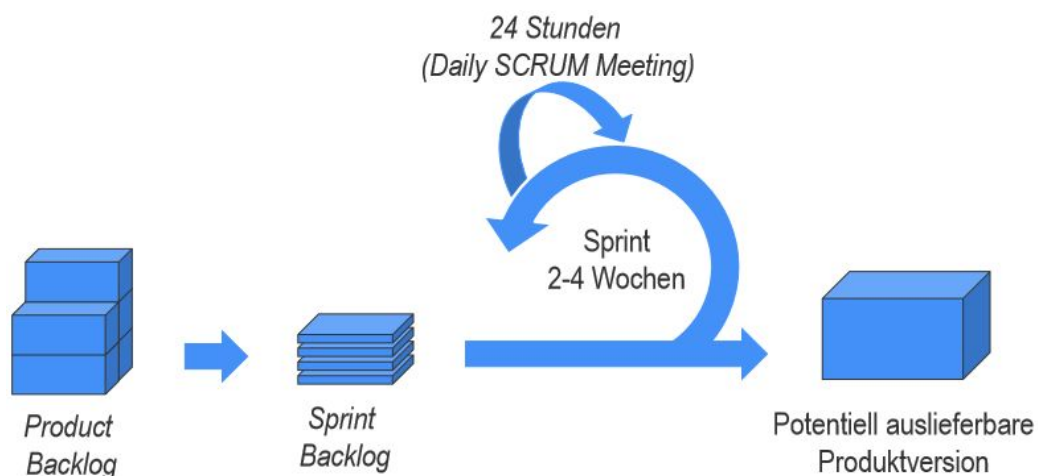 24 Stunden
(Daily SCRUM Meeting)
Sprint
2-4 Wochen
Product
Backlog
Sprint
Backlog
Potentiell auslieferbare
Produktversion